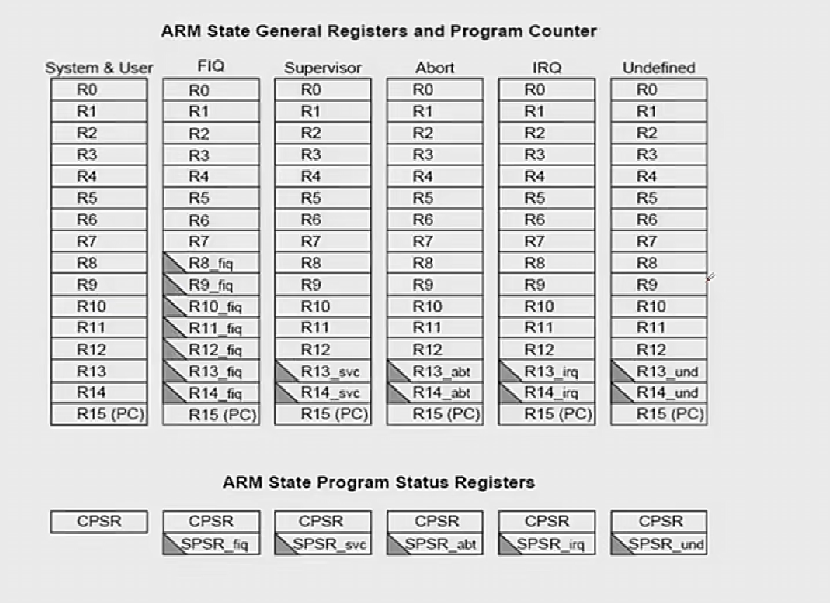 ARM State General Registers and Program Counter
System & User FIQ Supervisor Abort IRQ Undefined
R0 R0 R0 R0 R0 R0
R1 R1 R1 R1 R1 R1
R2 R2 R2 R2 R2 R2
R3 R3 R3 R3 R3 R3
R4 R4 R4 R4 R4 R4
R5 R5 R5 R5 R5 R5
R6 R6 R6 R6 R6 R6
R7 R7 R7 R7 R7 R7
R8 R8_fiq R8 R8 R8 R8
R9 R9_fiq R9 R9 R9 R9
R10 R10_fiq R10 R10 R10 R10
R11 R11_fiq R11 R11 R11 R11
R12 R12_fiq R12 R12 R12 R12
R13 R13_fiq R13_svc R13_abt R13_irq R13_und
R14 R14_fiq R14_svc R14_abt R14_irq R14_und
R15 (PC) R15 (PC) R15 (PC) R15 (PC) R15 (PC) R15 (PC)
ARM State Program Status Registers
CPSR CPSR CPSR CPSR CPSR CPSR
SPSR_fiq SPSR_svc SPSR_abt SPSR_irq SPSR_und